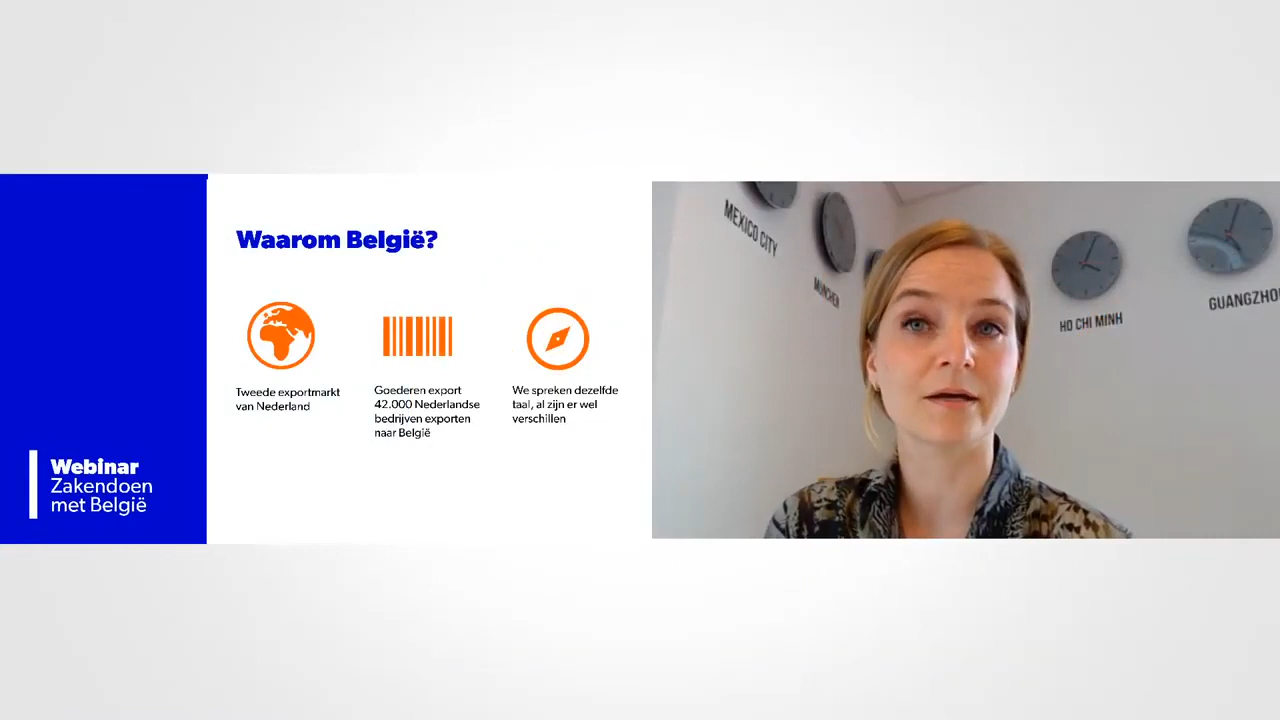 Waarom België?
Tweede exportmarkt
van Nederland
Goederen export
42.000 Nederlandse
bedrijven exporten
naar België
We spreken dezelfde
taal, al zijn er wel
verschillen
Webinar
Zakendoen
met België
MEXICO CITY
MUNCHEN
HO CHI MINH
GUANGZHOU